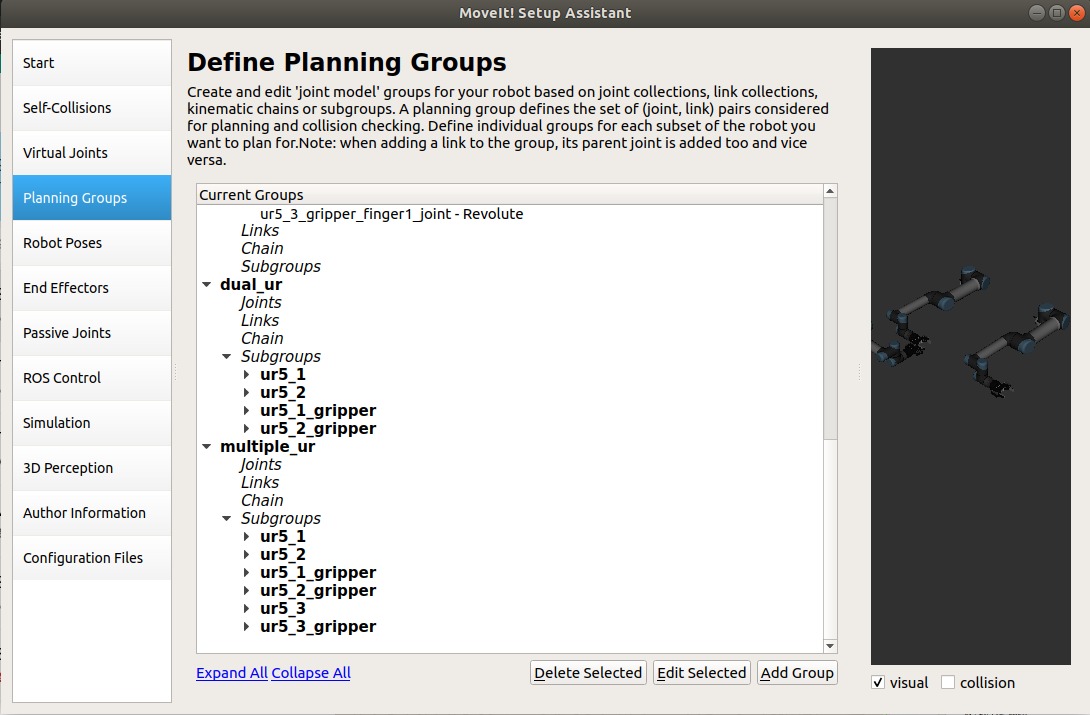 MoveIt! Setup Assistant
Start
Self-Collisions
Virtual Joints
Planning Groups
Robot Poses
End Effectors
Passive Joints
ROS Control
Simulation
3D Perception
Author Information
Configuration Files
Define Planning Groups
Create and edit 'joint model' groups for your robot based on joint collections, link collections,
kinematic chains or subgroups. A planning group defines the set of (joint, link) pairs considered
for planning and collision checking. Define individual groups for each subset of the robot you
want to plan for.Note: when adding a link to the group, its parent joint is added too and vice
versa.
Current Groups
ur5_3_gripper_finger1_joint - Revolute
Links
Chain
Subgroups
dual_ur
Joints
Links
Chain
Subgroups
ur5_1
ur5_2
ur5_1_gripper
ur5_2_gripper
multiple_ur
Joints
Links
Chain
Subgroups
ur5_1
ur5_2
ur5_1_gripper
ur5_2_gripper
ur5_3
ur5_3_gripper
Expand All Collapse All
Delete Selected Edit Selected Add Group
visual collision